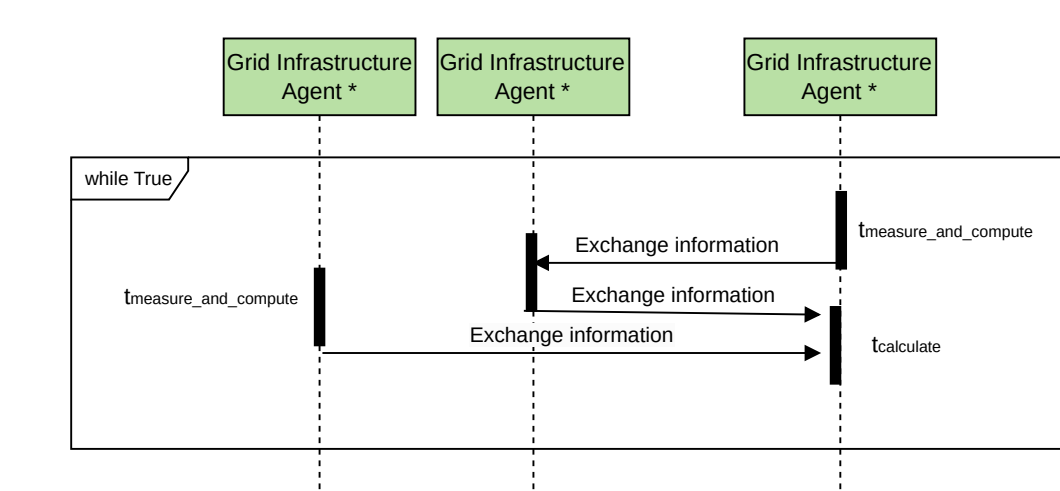 Grid Infrastructure
Agent *
Grid Infrastructure
Agent *
Grid Infrastructure
Agent *
while True
tmeasure_and_compute
Exchange information
tmeasure_and_compute
Exchange information
Exchange information
tcalculate